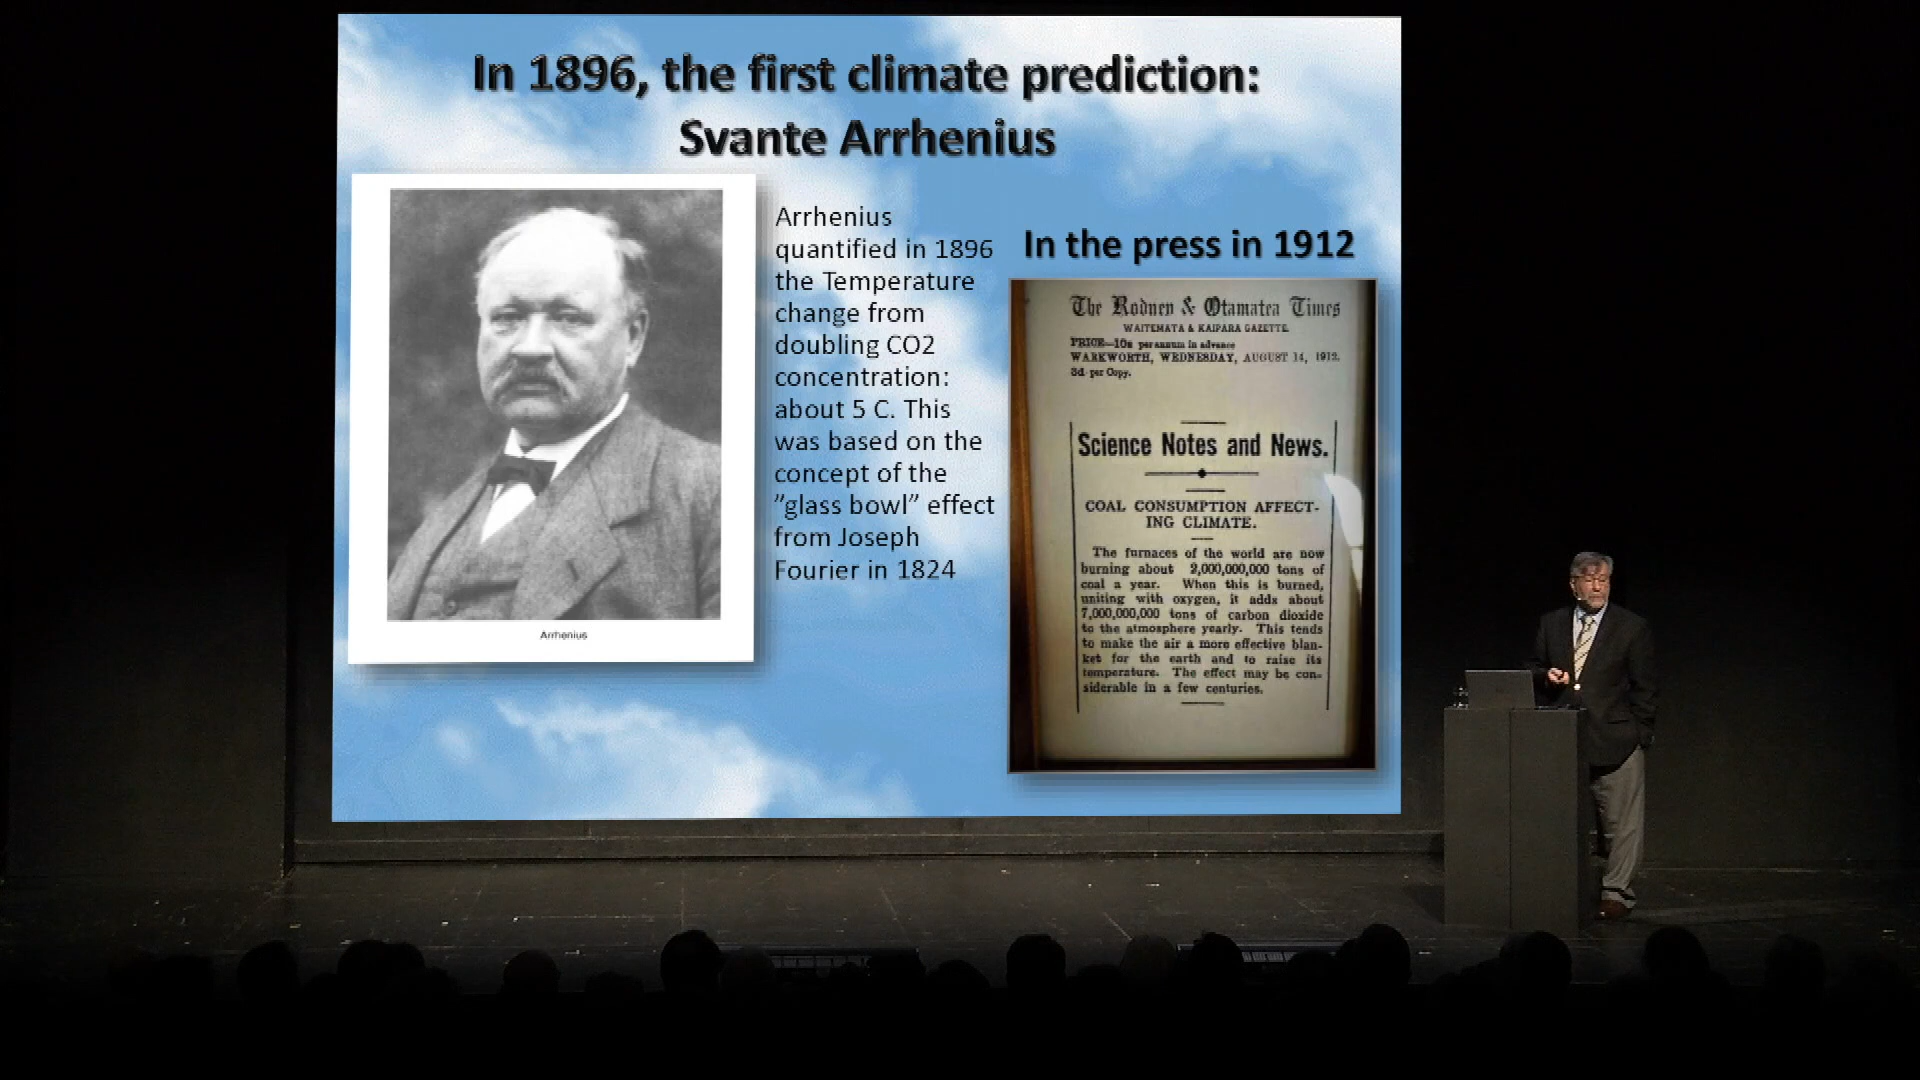 In 1896, the first climate prediction:
Svante Arrhenius
Arrhenius
Arrhenius
quantified in 1896
the Temperature
change from
doubling CO2
concentration:
about 5 C. This
was based on the
concept of the
”glass bowl” effect
from Joseph
Fourier in 1824
In the press in 1912
The Rodney & Otamatea Times
WAITEMATA & KAIPARA GAZETTE.
PRICE—10s per annum in advance
WARKWORTH, WEDNESDAY, AUGUST 14, 1912.
3d per Copy.
Science Notes and News.
COAL CONSUMPTION AFFECT-
ING CLIMATE.
The furnaces of the world are now
burning about 2,000,000,000 tons of
coal a year. When this is burned,
uniting with oxygen, it adds about
7,000,000,000 tons of carbon dioxide
to the atmosphere yearly. This tends
to make the air a more effective blan-
ket for the earth and to raise its
temperature. The effect may be con-
siderable in a few centuries.